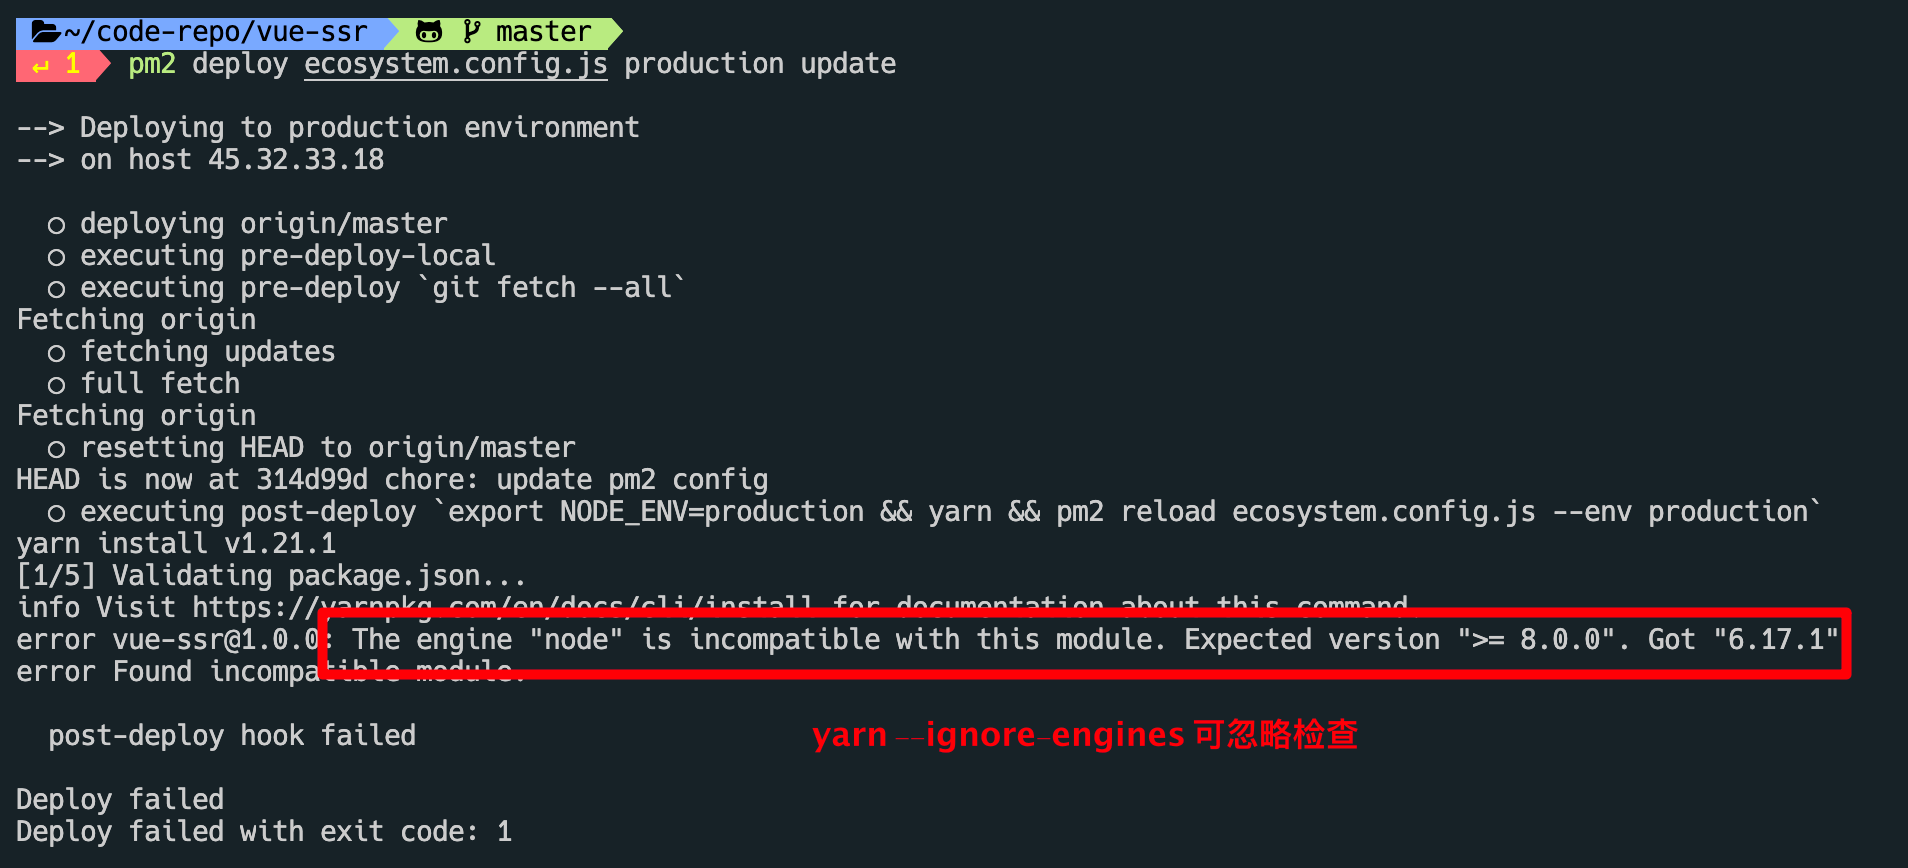 ~/code-repo/vue-ssr master
↵ 1 pm2 deploy ecosystem.config.js production update
--> Deploying to production environment
--> on host 45.32.33.18
○ deploying origin/master
○ executing pre-deploy-local
○ executing pre-deploy `git fetch --all`
Fetching origin
○ fetching updates
○ full fetch
Fetching origin
○ resetting HEAD to origin/master
HEAD is now at 314d99d chore: update pm2 config
○ executing post-deploy `export NODE_ENV=production && yarn && pm2 reload ecosystem.config.js --env production`
yarn install v1.21.1
[1/5] Validating package.json...
info Visit https://yarnpkg.com/en/docs/cli/install for documentation about this command.
error vue-ssr@1.0.0: The engine "node" is incompatible with this module. Expected version ">= 8.0.0". Got "6.17.1"
error Found incompatible module.
post-deploy hook failed
yarn --ignore-engines 可忽略检查
Deploy failed
Deploy failed with exit code: 1